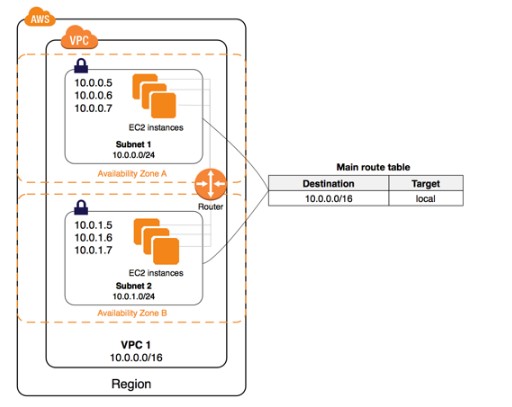 AWS
VPC
10.0.0.5
10.0.0.6
10.0.0.7
EC2 instances
Subnet 1
10.0.0.0/24
Availability Zone A
Router
Main route table
Destination Target
10.0.0.0/16 local
10.0.1.5
10.0.1.6
10.0.1.7
EC2 instances
Subnet 2
10.0.1.0/24
Availability Zone B
VPC 1
10.0.0.0/16
Region